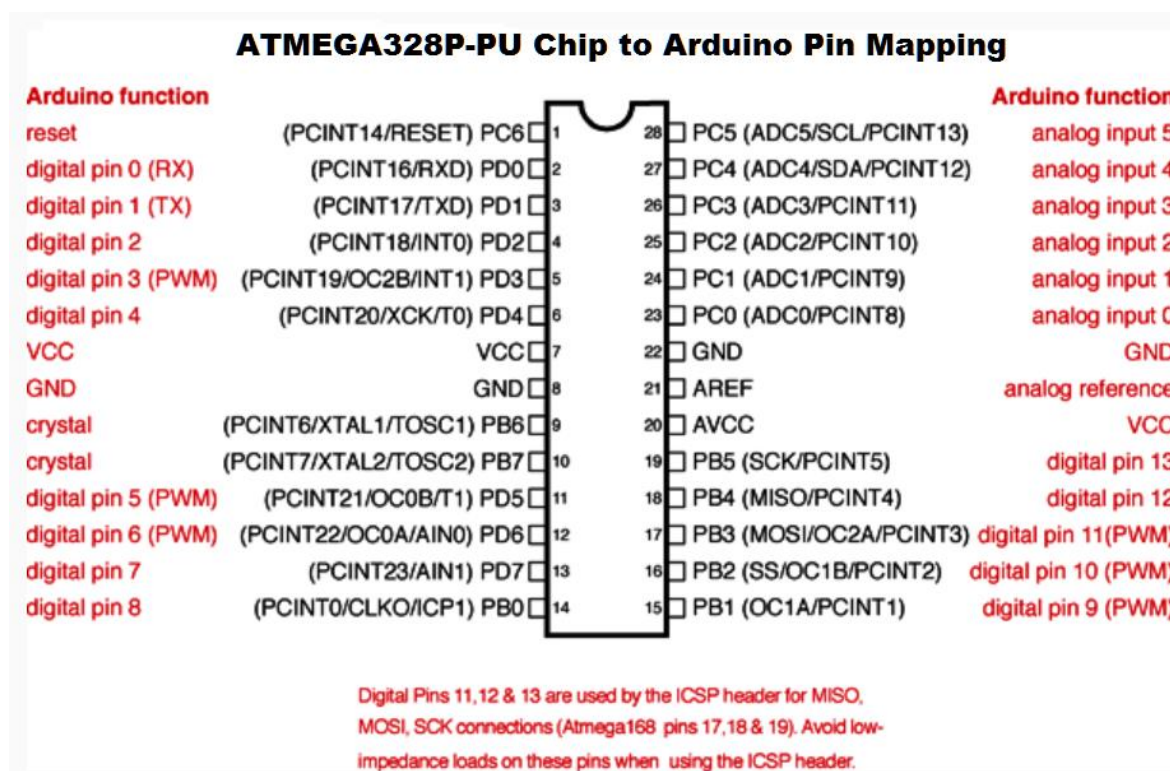 ATMEGA328P-PU Chip to Arduino Pin Mapping
Arduino function Arduino function
reset (PCINT14/RESET) PC6 1 28 PC5 (ADC5/SCL/PCINT13) analog input 5
digital pin 0 (RX) (PCINT16/RXD) PD0 2 27 PC4 (ADC4/SDA/PCINT12) analog input 4
digital pin 1 (TX) (PCINT17/TXD) PD1 3 26 PC3 (ADC3/PCINT11) analog input 3
digital pin 2 (PCINT18/INT0) PD2 4 25 PC2 (ADC2/PCINT10) analog input 2
digital pin 3 (PWM) (PCINT19/OC2B/INT1) PD3 5 24 PC1 (ADC1/PCINT9) analog input 1
digital pin 4 (PCINT20/XCK/T0) PD4 6 23 PC0 (ADC0/PCINT8) analog input 0
VCC VCC 7 22 GND GND
GND GND 8 21 AREF analog reference
crystal (PCINT6/XTAL1/TOSC1) PB6 9 20 AVCC VCC
crystal (PCINT7/XTAL2/TOSC2) PB7 10 19 PB5 (SCK/PCINT5) digital pin 13
digital pin 5 (PWM) (PCINT21/OC0B/T1) PD5 11 18 PB4 (MISO/PCINT4) digital pin 12
digital pin 6 (PWM) (PCINT22/OC0A/AIN0) PD6 12 17 PB3 (MOSI/OC2A/PCINT3) digital pin 11(PWM)
digital pin 7 (PCINT23/AIN1) PD7 13 16 PB2 (SS/OC1B/PCINT2) digital pin 10 (PWM)
digital pin 8 (PCINT0/CLKO/ICP1) PB0 14 15 PB1 (OC1A/PCINT1) digital pin 9 (PWM)
Digital Pins 11,12 & 13 are used by the ICSP header for MISO,
MOSI, SCK connections (Atmega168 pins 17,18 & 19). Avoid low-
impedance loads on these pins when using the ICSP header.